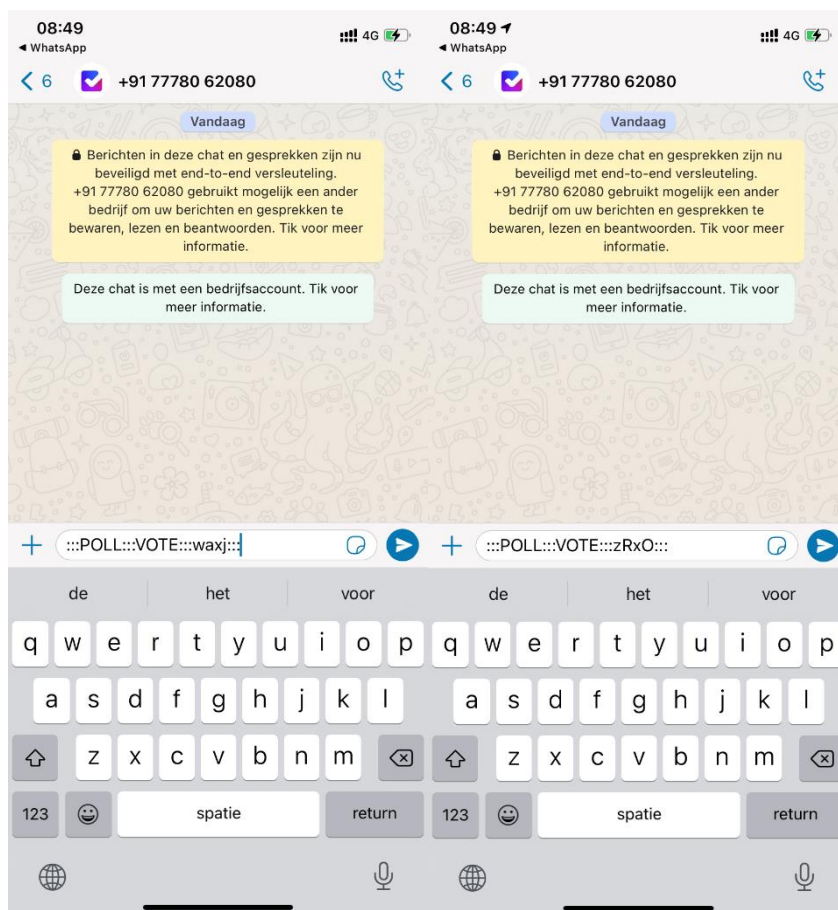 08:49
◀ WhatsApp
4G
6
+91 77780 62080
Vandaag
Berichten in deze chat en gesprekken zijn nu
beveiligd met end-to-end versleuteling.
+91 77780 62080 gebruikt mogelijk een ander
bedrijf om uw berichten en gesprekken te
bewaren, lezen en beantwoorden. Tik voor meer
informatie.
Deze chat is met een bedrijfsaccount. Tik voor
meer informatie.
:::POLL:::VOTE:::waxj:::
de het voor
q w e r t y u i o p
a s d f g h j k l
z x c v b n m
123 spatie return
08:49
◀ WhatsApp
4G
6
+91 77780 62080
Vandaag
Berichten in deze chat en gesprekken zijn nu
beveiligd met end-to-end versleuteling.
+91 77780 62080 gebruikt mogelijk een ander
bedrijf om uw berichten en gesprekken te
bewaren, lezen en beantwoorden. Tik voor meer
informatie.
Deze chat is met een bedrijfsaccount. Tik voor
meer informatie.
:::POLL:::VOTE:::zRxO:::
de het voor
q w e r t y u i o p
a s d f g h j k l
z x c v b n m
123 spatie return